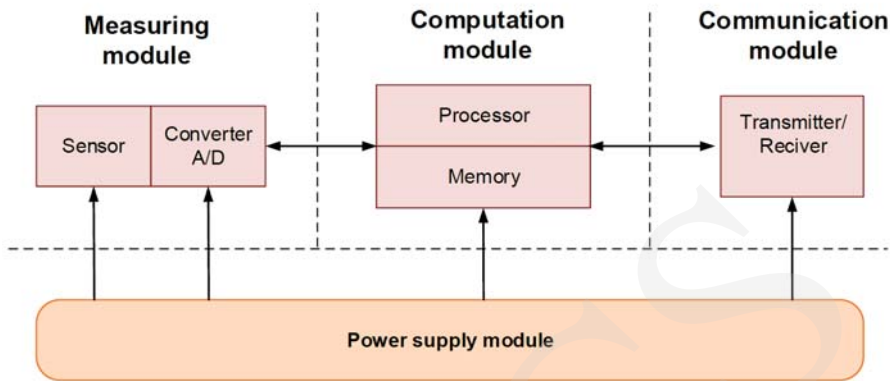 Measuring
module
Computation
module
Communication
module
Sensor
Converter
A/D
Processor
Memory
Transmitter/
Reciver
Power supply module